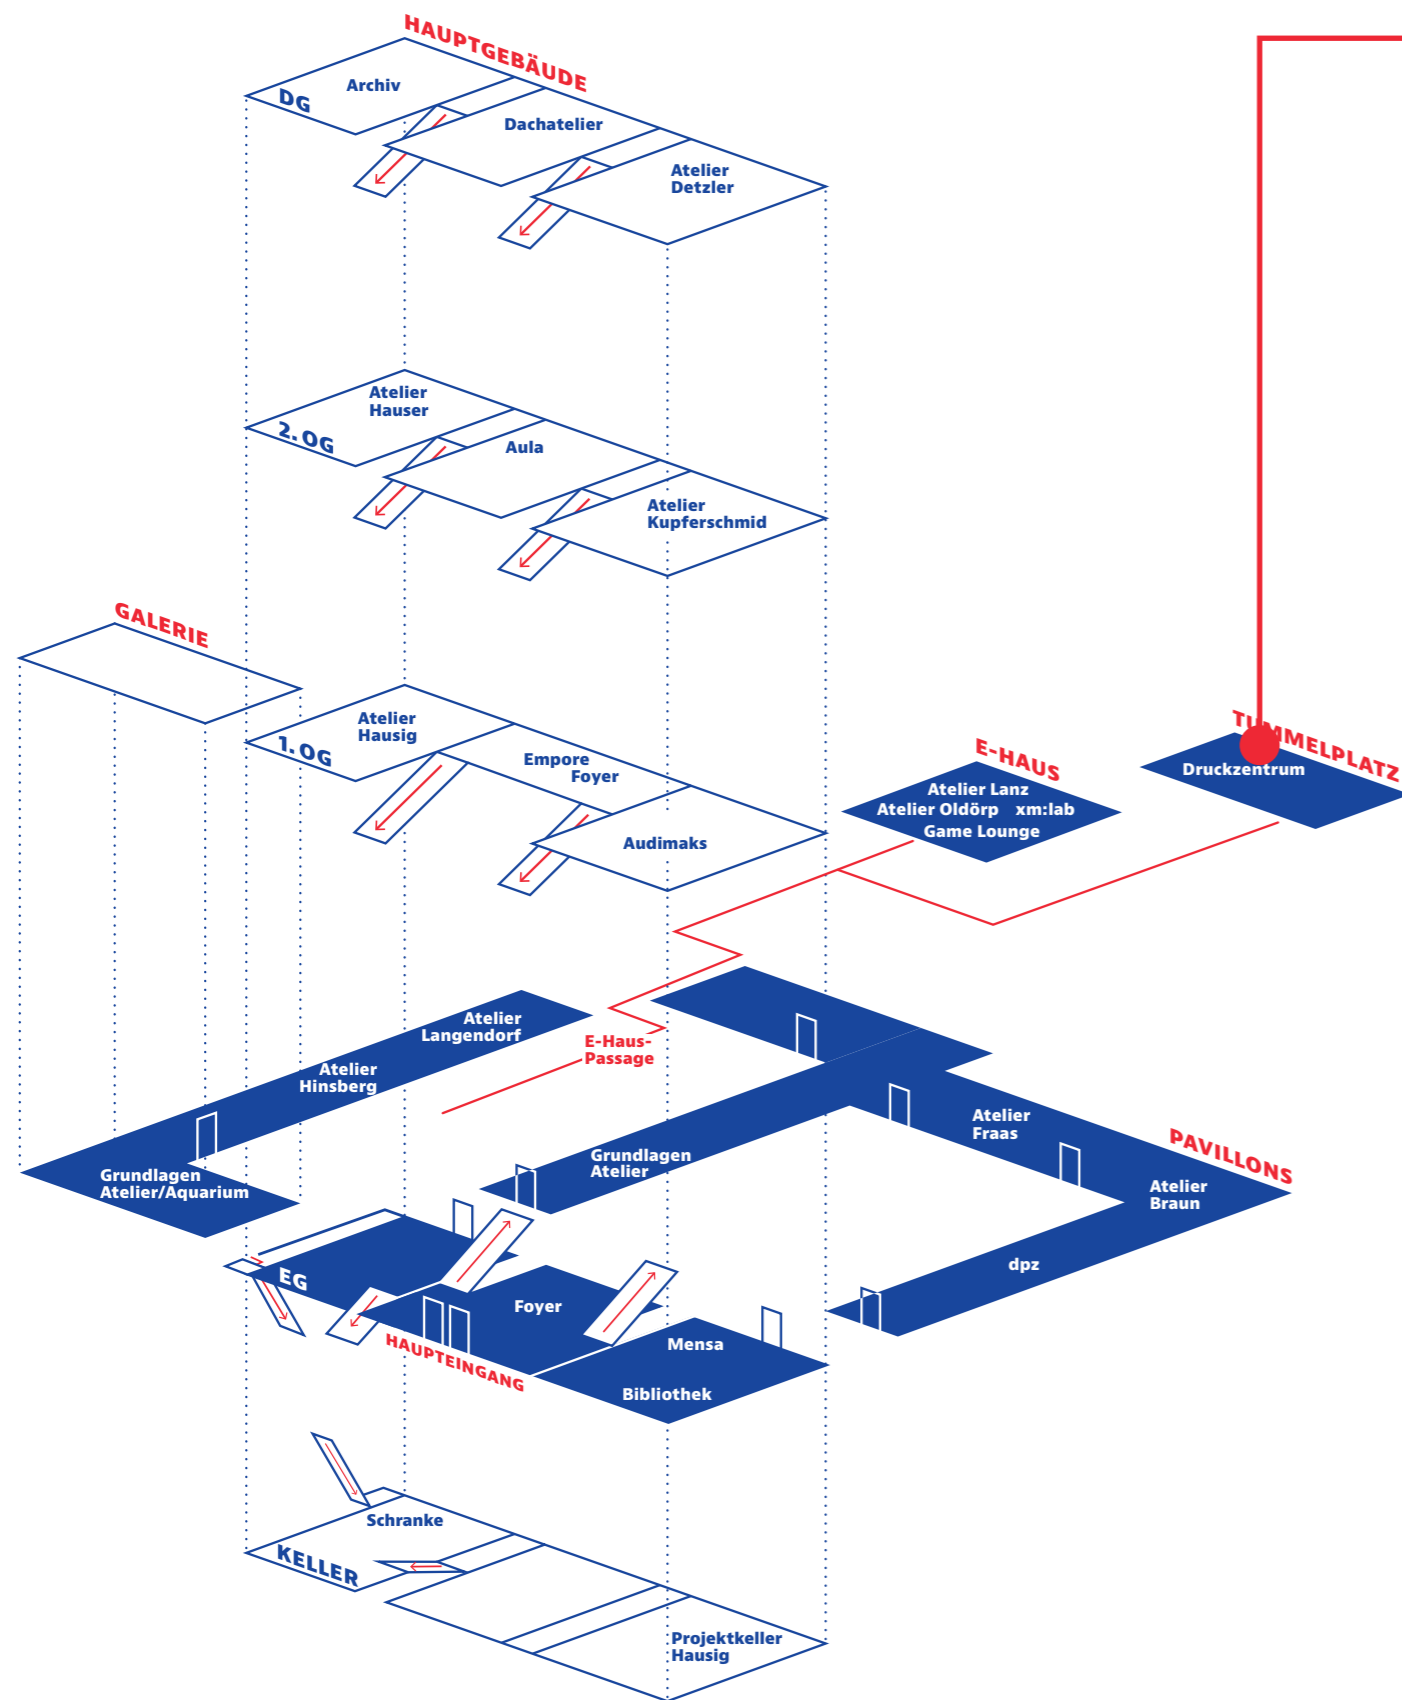 HAUPTGEBÄUDE
Archiv
DG
Dachatelier
Atelier
Detzler
Atelier
Hauser
2. OG
Aula
Atelier
Kupferschmid
GALERIE
Atelier
Hausig
1. OG
Empore
Foyer
Audimaks
E-HAUS
Atelier Lanz
Atelier Oldörp xm:lab
Game Lounge
TUMMELPLATZ
Druckzentrum
Atelier
Langendorf
Atelier
Hinsberg
E-Haus-
Passage
Grundlagen
Atelier/Aquarium
Grundlagen
Atelier
Atelier
Fraas
PAVILLONS
Atelier
Braun
dpz
EG
Foyer
HAUPTEINGANG
Mensa
Bibliothek
Schranke
KELLER
Projektkeller
Hausig